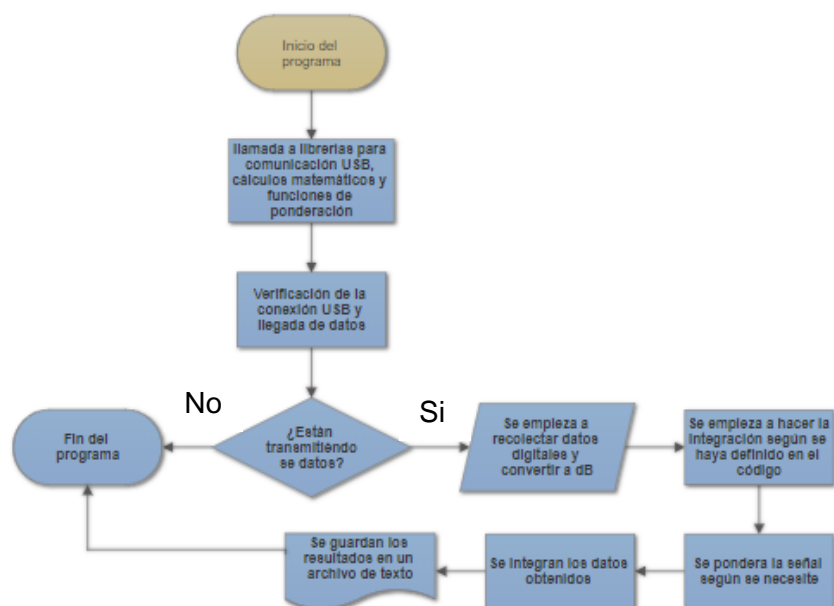 Inicio del
programa
llamada a librerias para
comunicación USB,
cálculos matemáticos y
funciones de
ponderación
Verificación de la
conexión USB y
llegada de datos
No
Si
Fin del
programa
¿Están
transmitiendo
se datos?
Se empieza a
recolectar datos
digitales y
convertir a dB
Se empieza a hacer la
integración según se
haya definido en el
código
Se guardan los
resultados en un
archivo de texto
Se integran los datos
obtenidos
Se pondera la señal
según se necesite